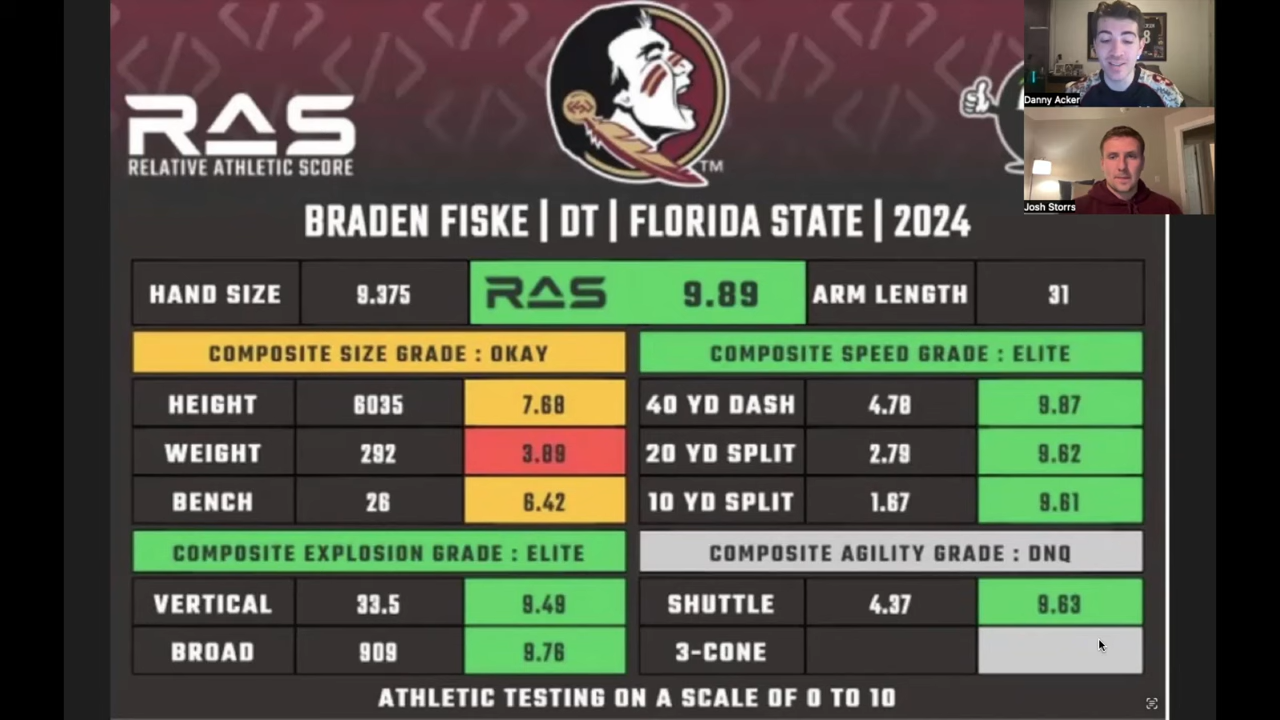 Danny Acker
RAS
RELATIVE ATHLETIC SCORE
TM
Josh Storrs
BRADEN FISKE | DT | FLORIDA STATE | 2024
HAND SIZE 9.375 RAS 9.89 ARM LENGTH 31
COMPOSITE SIZE GRADE : OKAY COMPOSITE SPEED GRADE : ELITE
HEIGHT 6035 7.68 40 YD DASH 4.78 9.87
WEIGHT 292 3.89 20 YD SPLIT 2.79 9.62
BENCH 26 6.42 10 YD SPLIT 1.67 9.61
COMPOSITE EXPLOSION GRADE : ELITE COMPOSITE AGILITY GRADE : DNQ
VERTICAL 33.5 9.49 SHUTTLE 4.37 9.63
BROAD 909 9.76 3-CONE
ATHLETIC TESTING ON A SCALE OF 0 TO 10